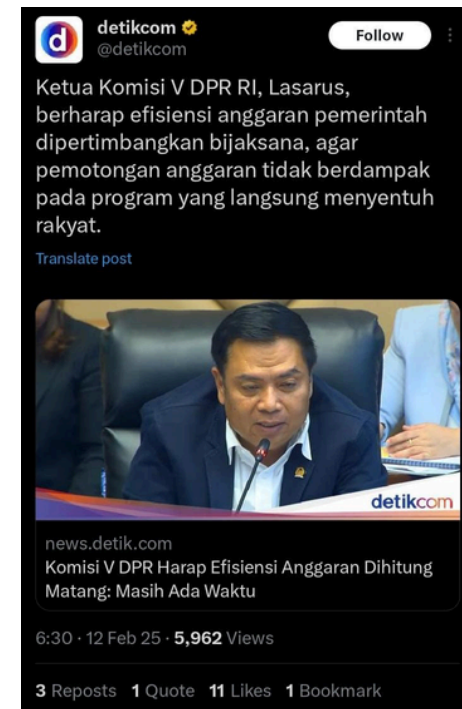 detikcom
@detikcom
Follow
Ketua Komisi V DPR RI, Lasarus,
berharap efisiensi anggaran pemerintah
dipertimbangkan bijaksana, agar
pemotongan anggaran tidak berdampak
pada program yang langsung menyentuh
rakyat.
Translate post
detikcom
news.detik.com
Komisi V DPR Harap Efisiensi Anggaran Dihitung
Matang: Masih Ada Waktu
6:30 · 12 Feb 25 · 5,962 Views
3 Reposts 1 Quote 11 Likes 1 Bookmark